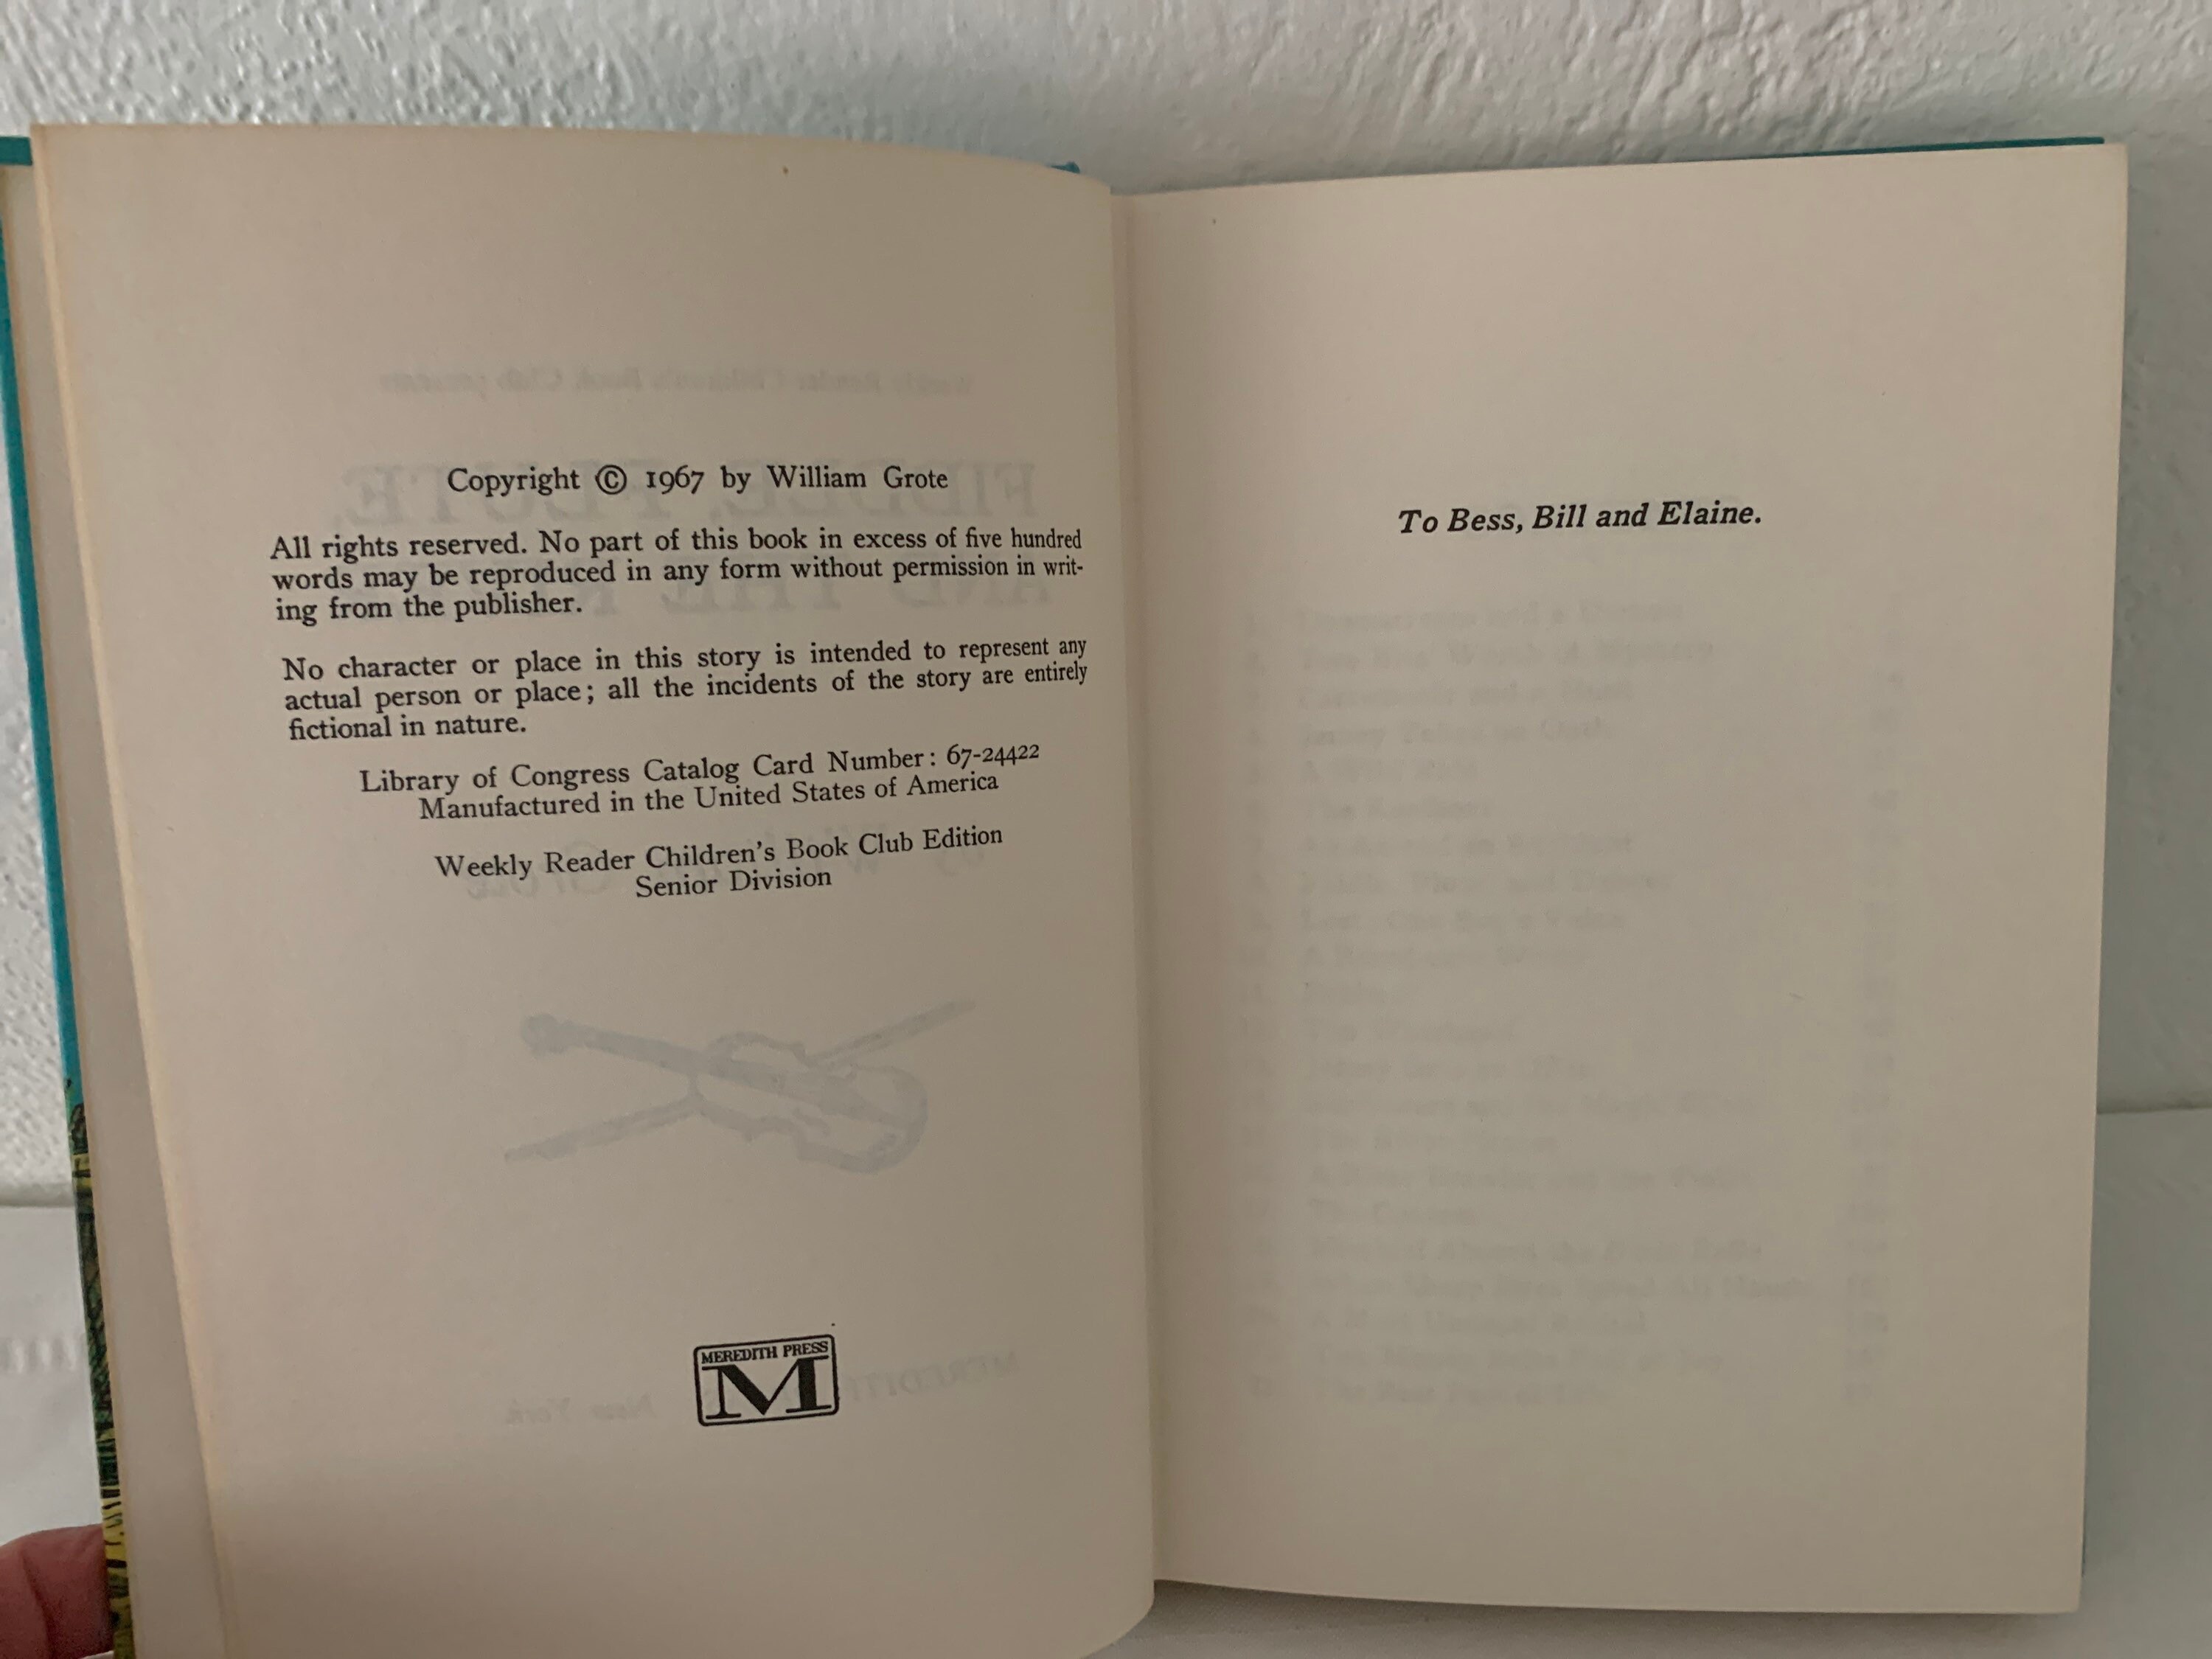 Copyright © 1967 by William Grote
All rights reserved. No part of this book in excess of five hundred
words may be reproduced in any form without permission in writ-
ing from the publisher.
No character or place in this story is intended to represent any
actual person or place; all the incidents of the story are entirely
fictional in nature.
Library of Congress Catalog Card Number: 67-24422
Manufactured in the United States of America
Weekly Reader Children's Book Club Edition
Senior Division
MEREDITH PRESS
M
To Bess, Bill and Elaine.